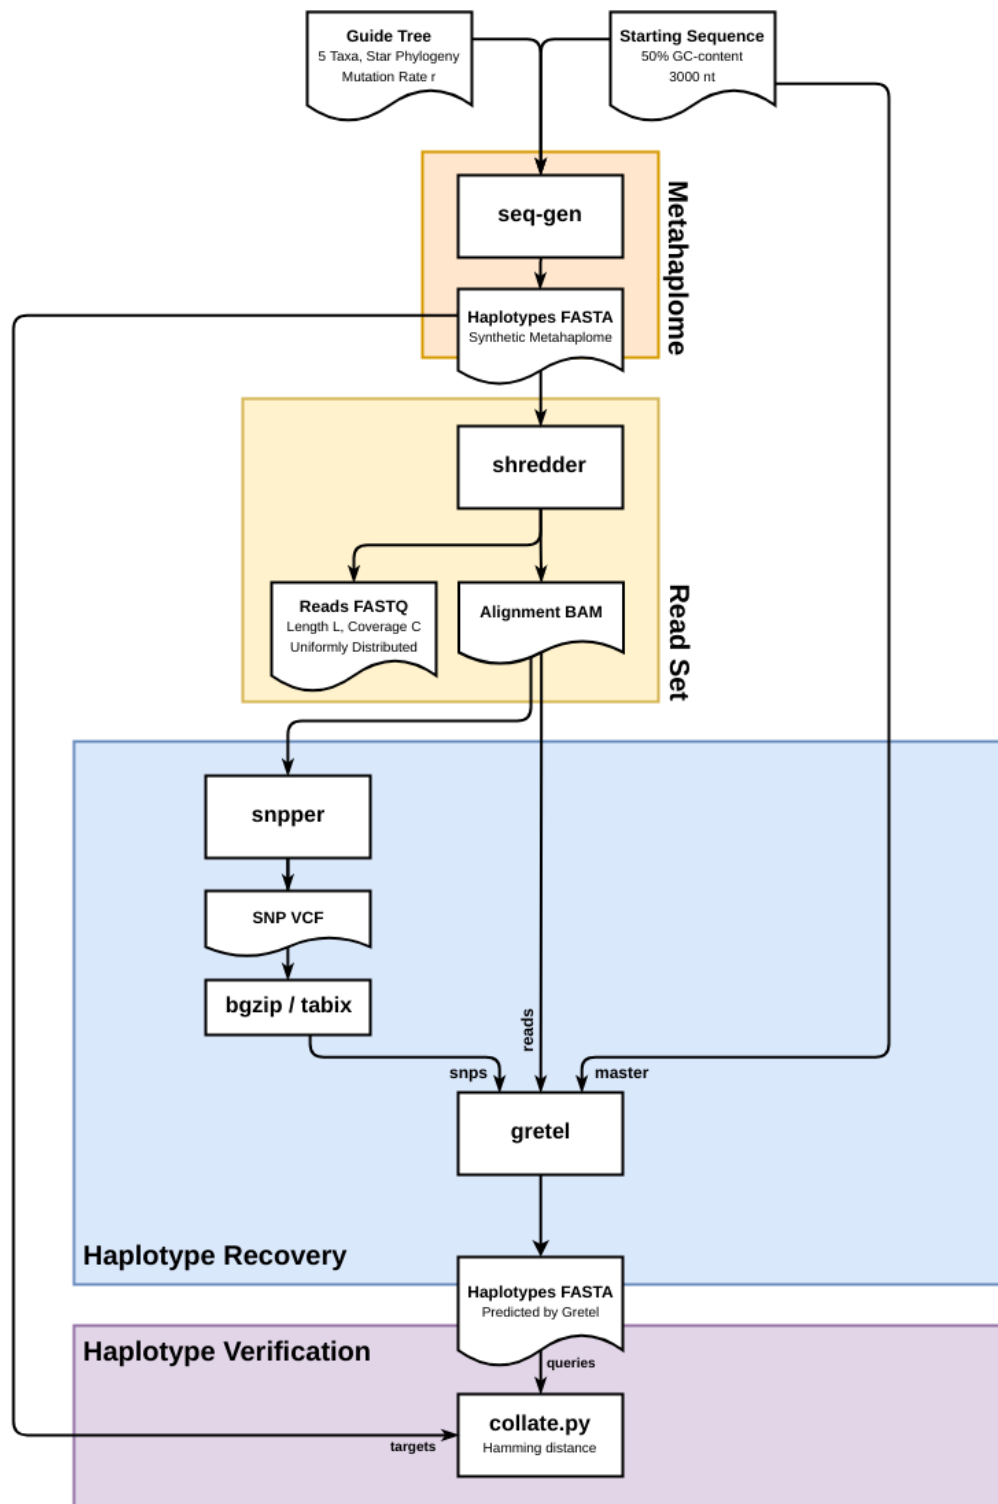 Guide Tree
5 Taxa, Star Phylogeny
Mutation Rate r
Starting Sequence
50% GC-content
3000 nt
Metahaplome
seq-gen
Haplotypes FASTA
Synthetic Metahaplome
shredder
Reads FASTQ
Length L, Coverage C
Uniformly Distributed
Alignment BAM
Read Set
snpper
SNP VCF
bgzip / tabix
reads
snps
master
gretel
Haplotype Recovery
Haplotypes FASTA
Predicted by Gretel
Haplotype Verification
queries
collate.py
Hamming distance
targets